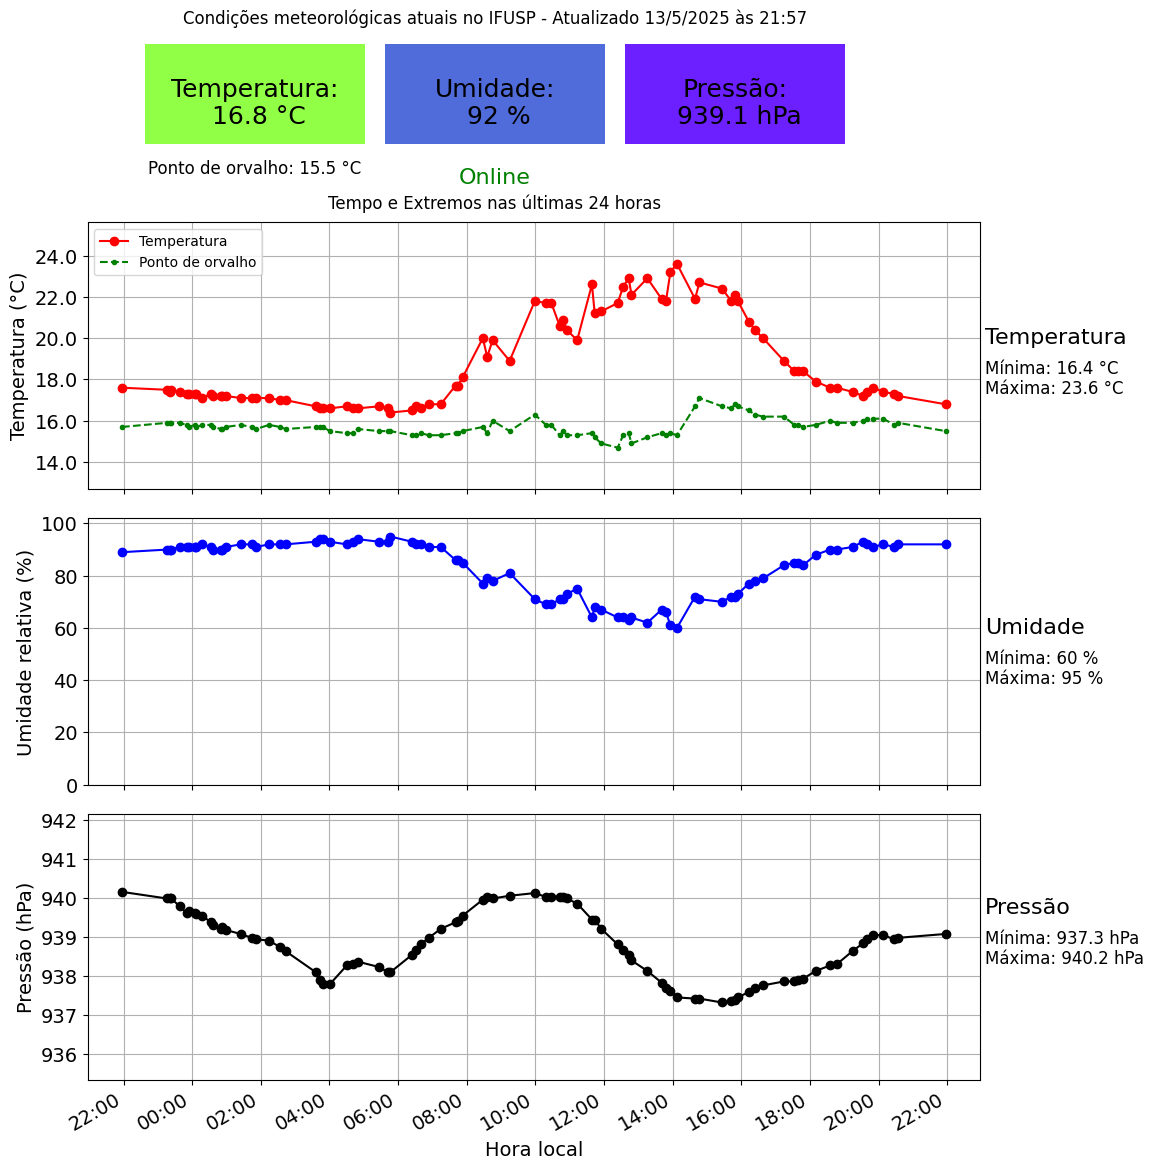 Condições meteorológicas atuais no IFUSP - Atualizado 13/5/2025 às 21:57
Temperatura:
16.8 °C
Umidade:
92 %
Pressão:
939.1 hPa
Ponto de orvalho: 15.5 °C
Online
Tempo e Extremos nas últimas 24 horas
Temperatura
Ponto de orvalho
Temperatura (°C)
24.0
22.0
20.0
18.0
16.0
14.0
Temperatura
Mínima: 16.4 °C
Máxima: 23.6 °C
Umidade relativa (%)
100
80
60
40
20
0
Umidade
Mínima: 60 %
Máxima: 95 %
Pressão (hPa)
942
941
940
939
938
937
936
Pressão
Mínima: 937.3 hPa
Máxima: 940.2 hPa
22:00 00:00 02:00 04:00 06:00 08:00 10:00 12:00 14:00 16:00 18:00 20:00 22:00
Hora local